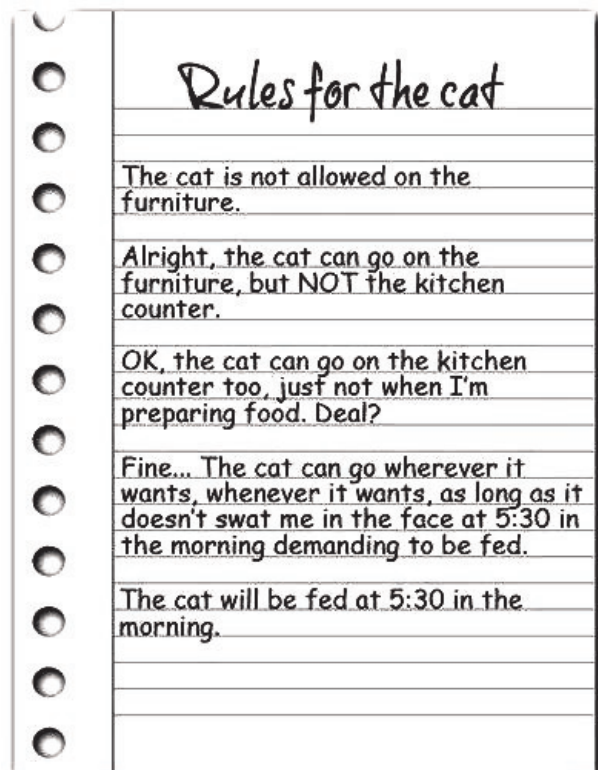 Rules for the cat
The cat is not allowed on the
furniture.
Alright, the cat can go on the
furniture, but NOT the kitchen
counter.
OK, the cat can go on the kitchen
counter too, just not when I'm
preparing food. Deal?
Fine... The cat can go wherever it
wants, whenever it wants, as long as it
doesn't swat me in the face at 5:30 in
the morning demanding to be fed.
The cat will be fed at 5:30 in the
morning.